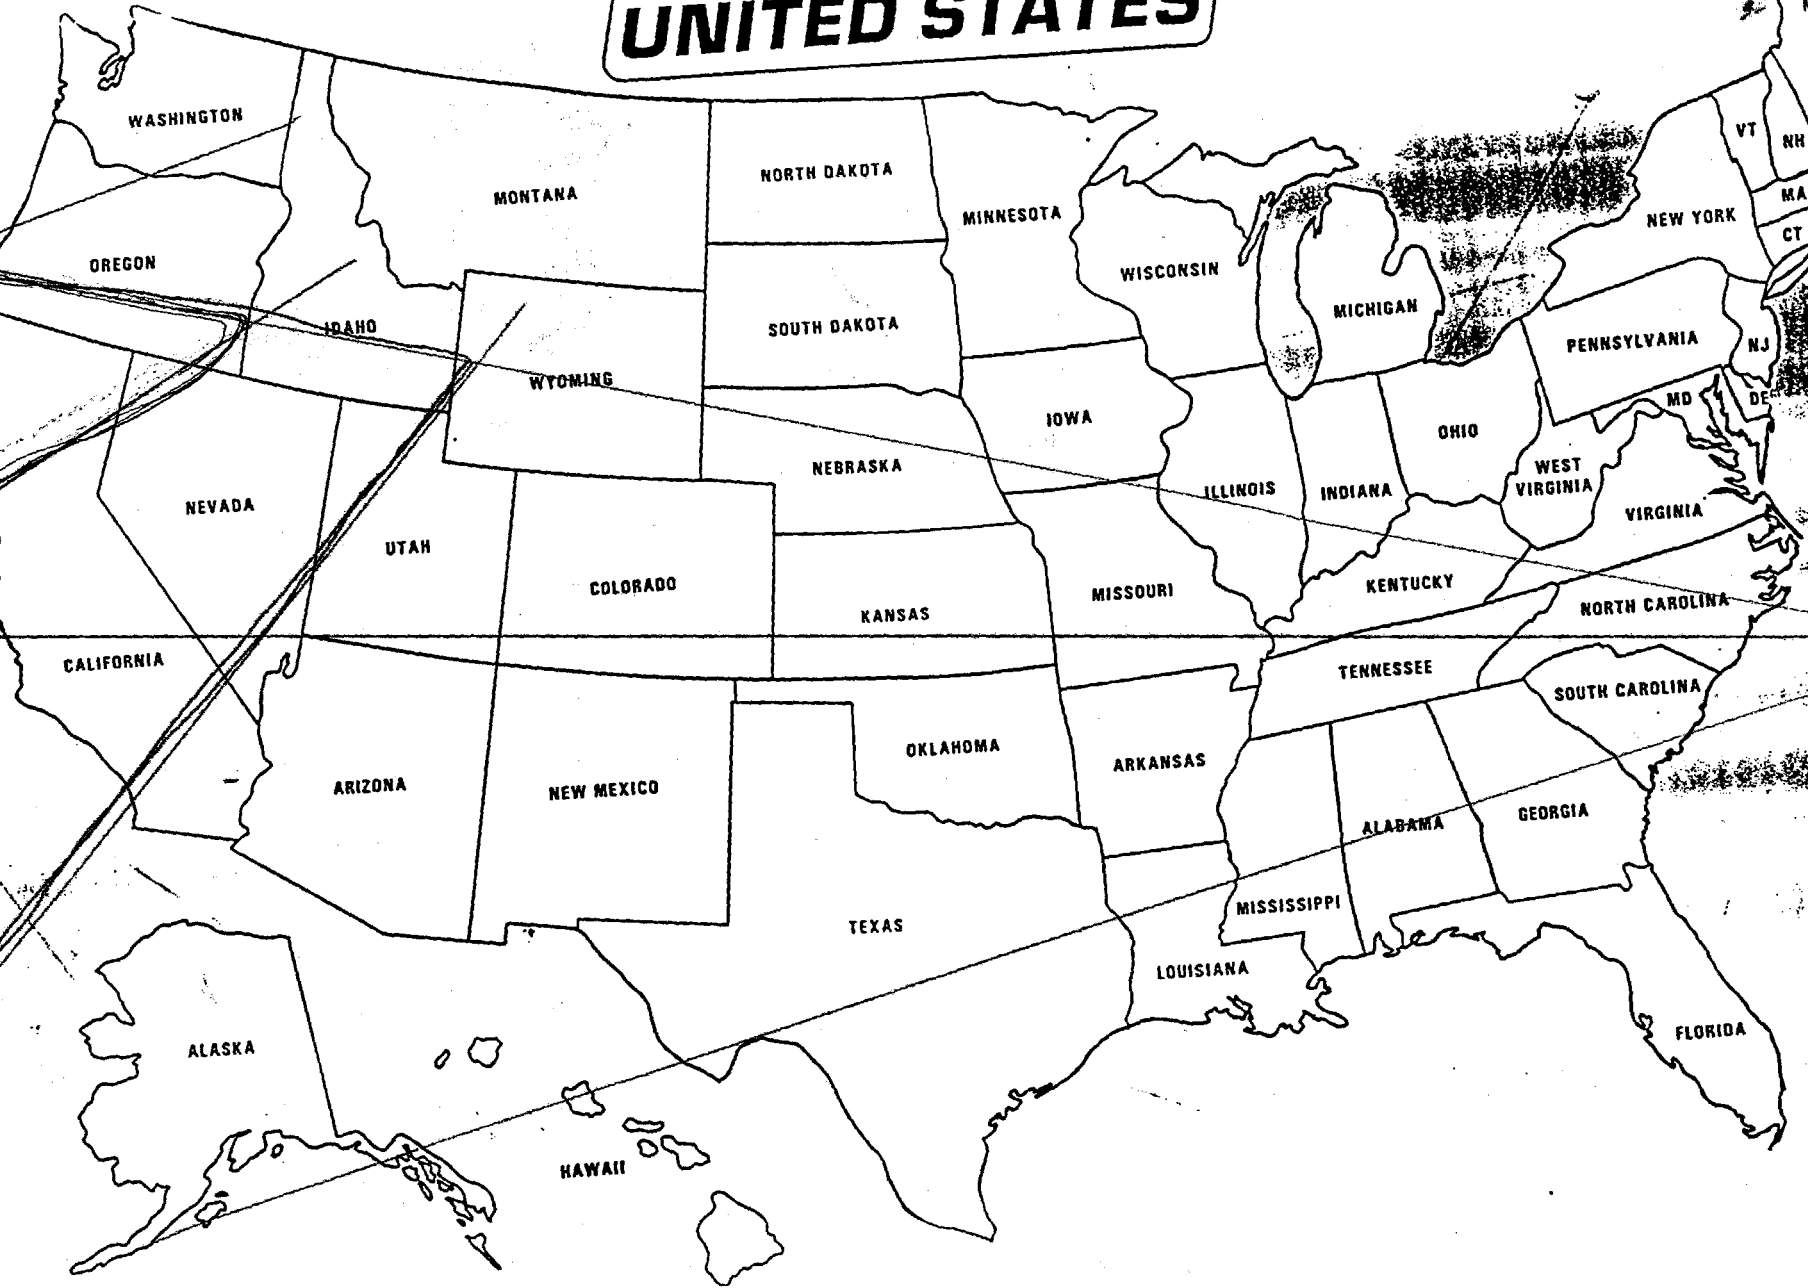 UNITED STATES
WASHINGTON
MONTANA
NORTH DAKOTA
MINNESOTA
VT
NH
MA
NEW YORK
CT
OREGON
IDAHO
WYOMING
SOUTH DAKOTA
WISCONSIN
MICHIGAN
PENNSYLVANIA
NJ
MD
DE
NEVADA
UTAH
COLORADO
NEBRASKA
IOWA
ILLINOIS
INDIANA
OHIO
WEST
VIRGINIA
VIRGINIA
KANSAS
MISSOURI
KENTUCKY
NORTH CAROLINA
CALIFORNIA
ARIZONA
NEW MEXICO
OKLAHOMA
ARKANSAS
TENNESSEE
SOUTH CAROLINA
TEXAS
LOUISIANA
MISSISSIPPI
ALABAMA
GEORGIA
FLORIDA
ALASKA
HAWAII